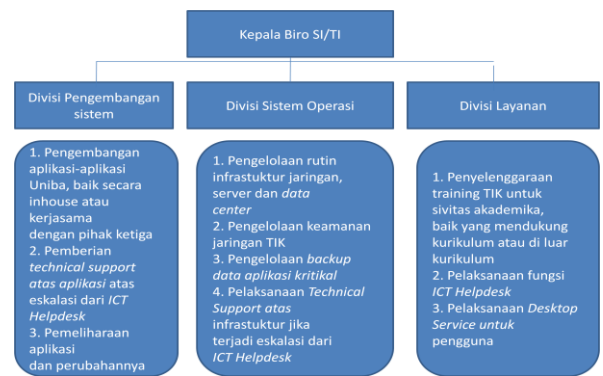 Kepala Biro SI/TI
Divisi Pengembangan
sistem
Divisi Sistem Operasi
Divisi Layanan
1. Pengembangan
aplikasi-aplikasi
Uniba, baik secara
inhouse atau
kerjasama
dengan pihak ketiga
2. Pemberian
technical support
atas aplikasi atas
eskalasi dari ICT
Helpdesk
3. Pemeliharaan
aplikasi
dan perubahannya
1. Pengelolaan rutin
infrastuktur jaringan,
server dan data
center
2. Pengelolaan keamanan
jaringan TIK
3. Pengelolaan backup
data aplikasi kritikal
4. Pelaksanaan Technical
Support atas
infrastuktur jika
terjadi eskalasi dari
ICT Helpdesk
1. Penyelenggaraan
training TIK untuk
sivitas akademika,
baik yang mendukung
kurikulum atau di luar
kurikulum
2. Pelaksanaan fungsi
ICT Helpdesk
3. Pelaksanaan Desktop
Service untuk
pengguna